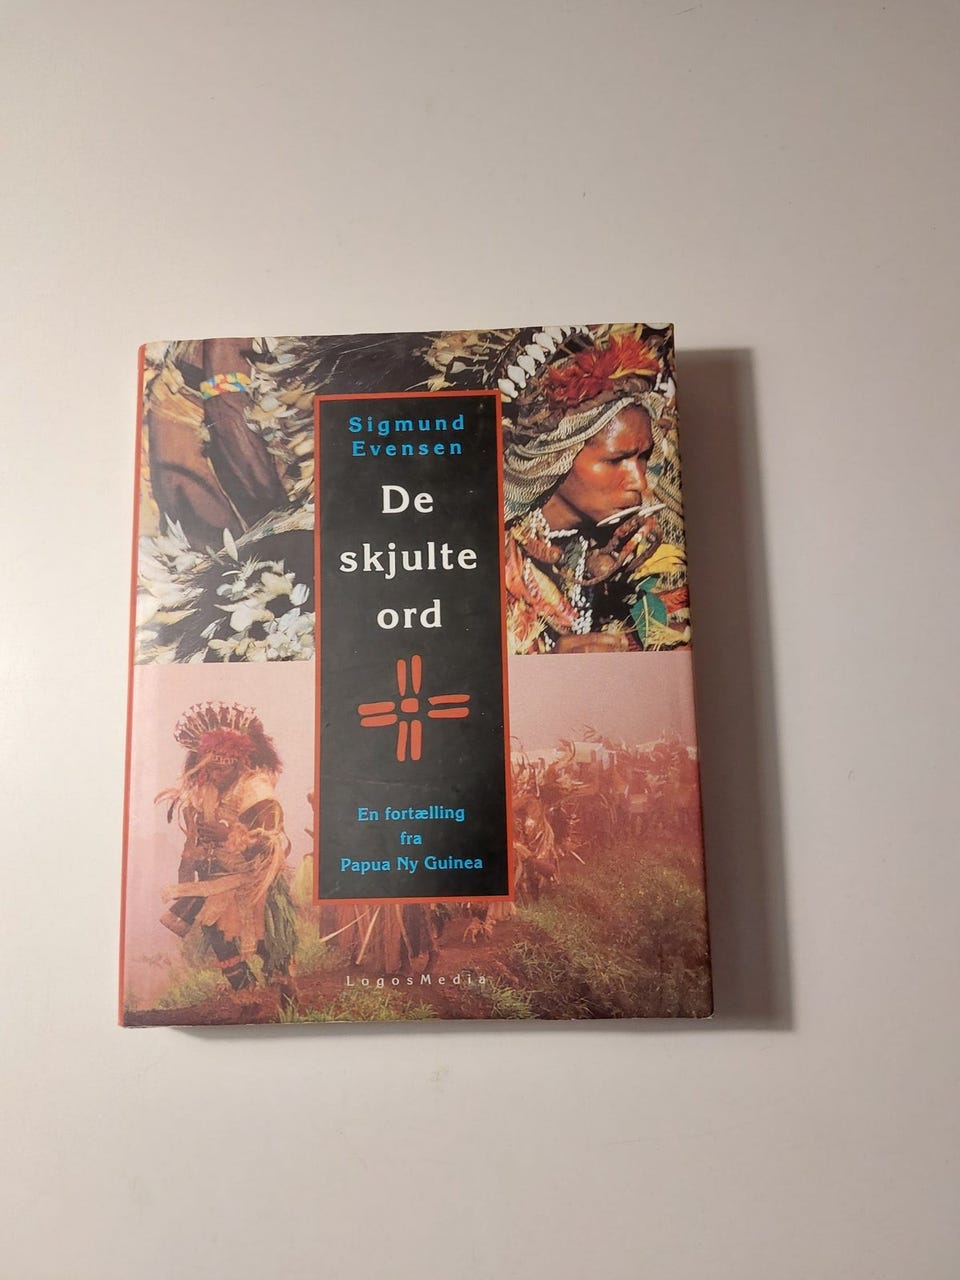 Sigmund
Evensen
De
skjulte
ord
En fortælling
fra
Papua Ny Guinea
LogosMedia